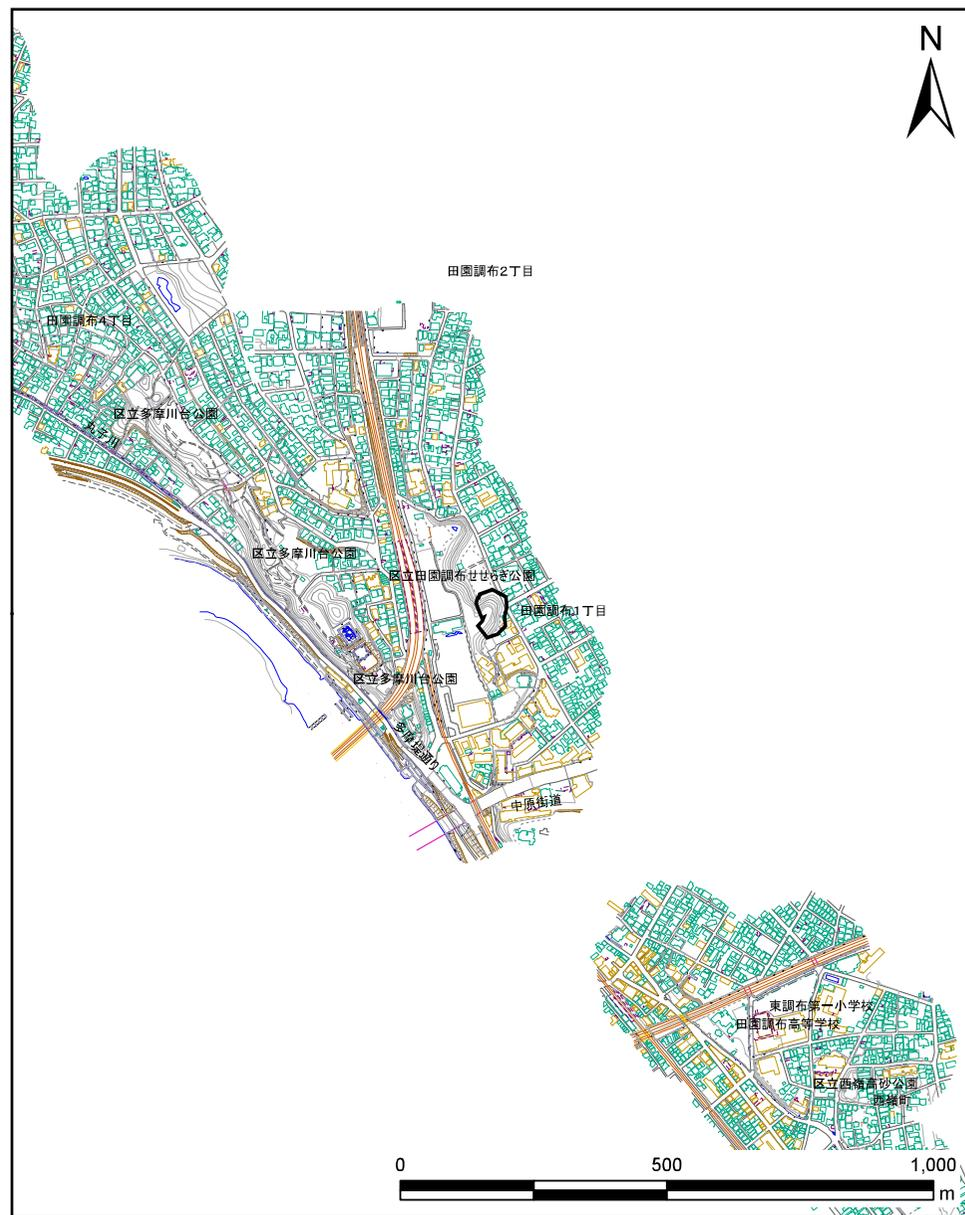 N
田園調布2丁目
田園調布4丁目
区立多摩川台公園
丸子川
区立多摩川台公園
区立田園調布せせらぎ公園
田園調布1丁目
区立多摩川台公園
多摩堤通り
中原街道
東調布第一小学校
田園調布高等学校
区立西嶺高砂公園
西嶺町
0 500 1,000
m